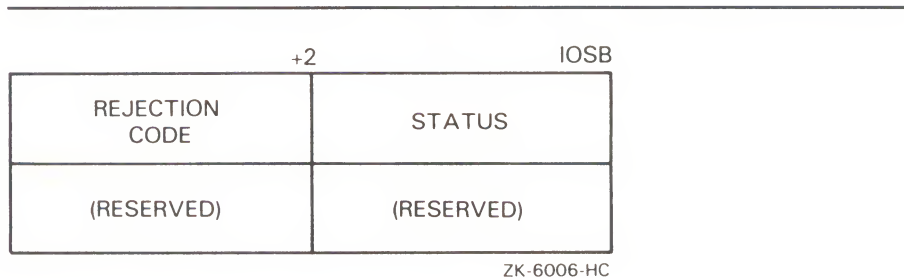 +2 IOSB
REJECTION
CODE
STATUS
(RESERVED) (RESERVED)
ZK-6006-HC